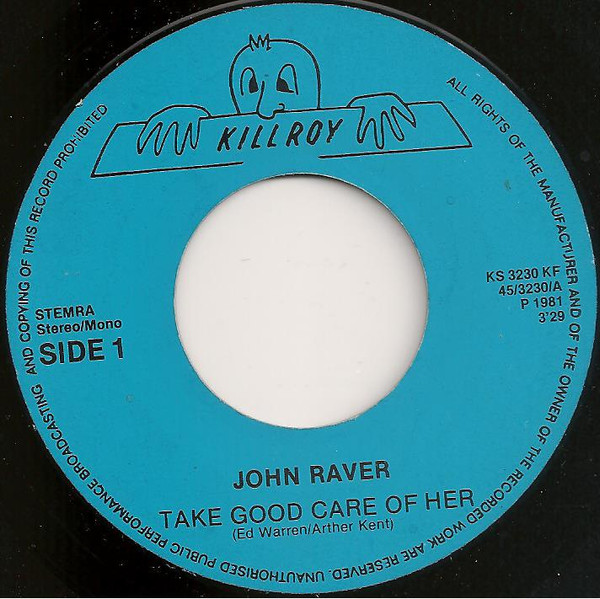 KILLROY
ALL RIGHTS OF THE MANUFACTURER AND OF THE OWNER OF THE RECORDED WORK ARE RESERVED. UNAUTHORISED PUBLIC PERFORMANCE BROADCASTING AND COPYING OF THIS RECORD PROHIBITED
STEMRA
Stereo/Mono
SIDE 1
KS 3230 KF
45/3230/A
P 1981
3'29
JOHN RAVER
TAKE GOOD CARE OF HER
(Ed Warren/Arther Kent)